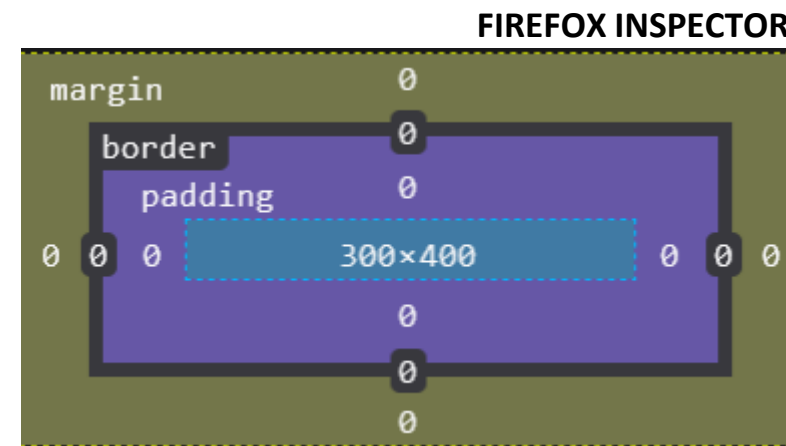 FIREFOX INSPECTOR
margin 0
border 0
padding 0
0 0 0 300×400 0 0 0
0
0
0